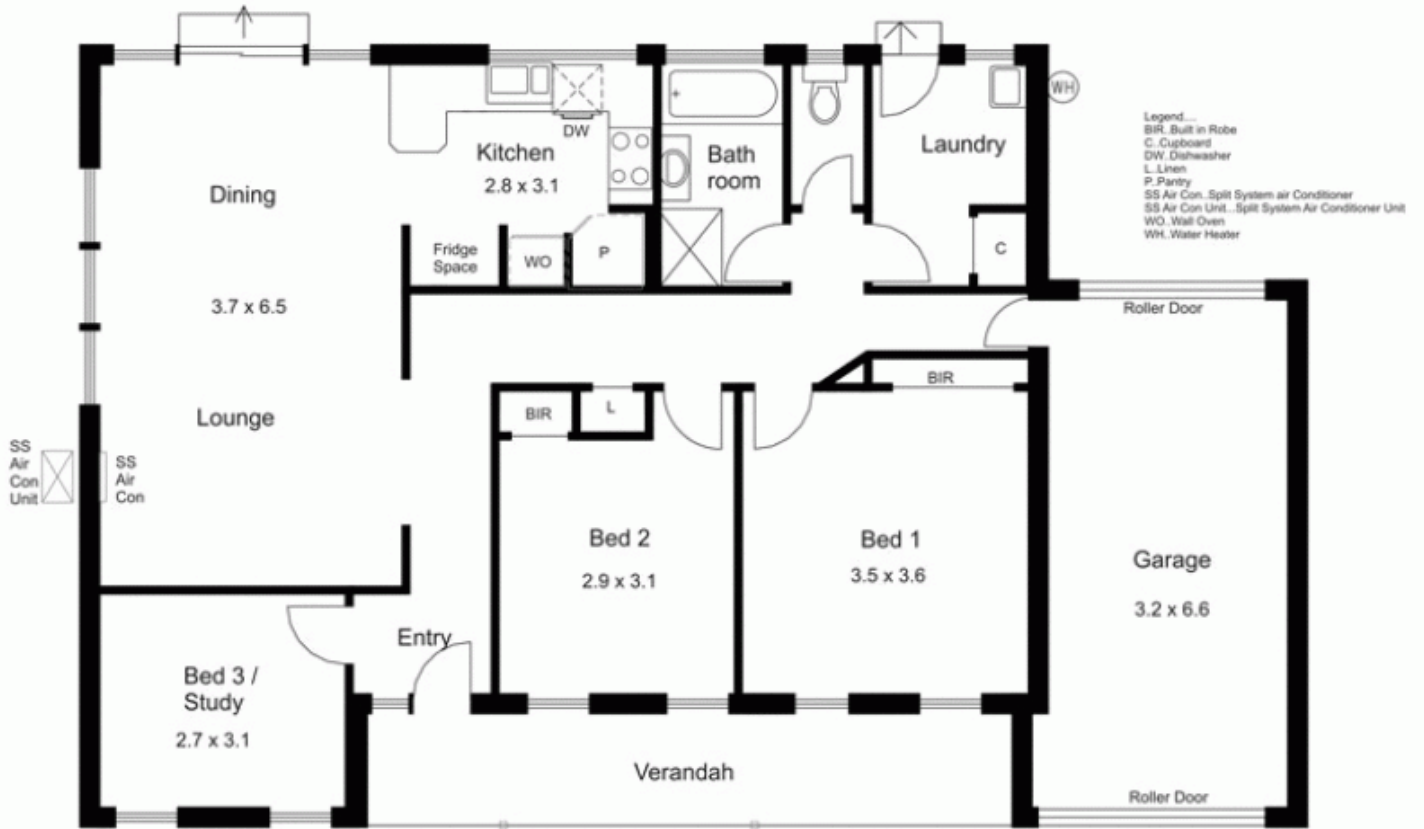 DW
Kitchen
2.8 x 3.1
Bath
room
Laundry
WH
Legend....
BIR..Built in Robe
C..Cupboard
DW..Dishwasher
L..Linen
P..Pantry
SS Air Con..Split System air Conditioner
SS Air Con Unit...Split System Air Conditioner Unit
WO..Wall Oven
WH..Water Heater
Dining
Fridge
Space
WO
P
C
3.7 x 6.5
Roller Door
Lounge
BIR
L
BIR
SS
Air
Con
Unit
SS
Air
Con
Bed 2
2.9 x 3.1
Bed 1
3.5 x 3.6
Garage
3.2 x 6.6
Entry
Bed 3 /
Study
2.7 x 3.1
Verandah
Roller Door